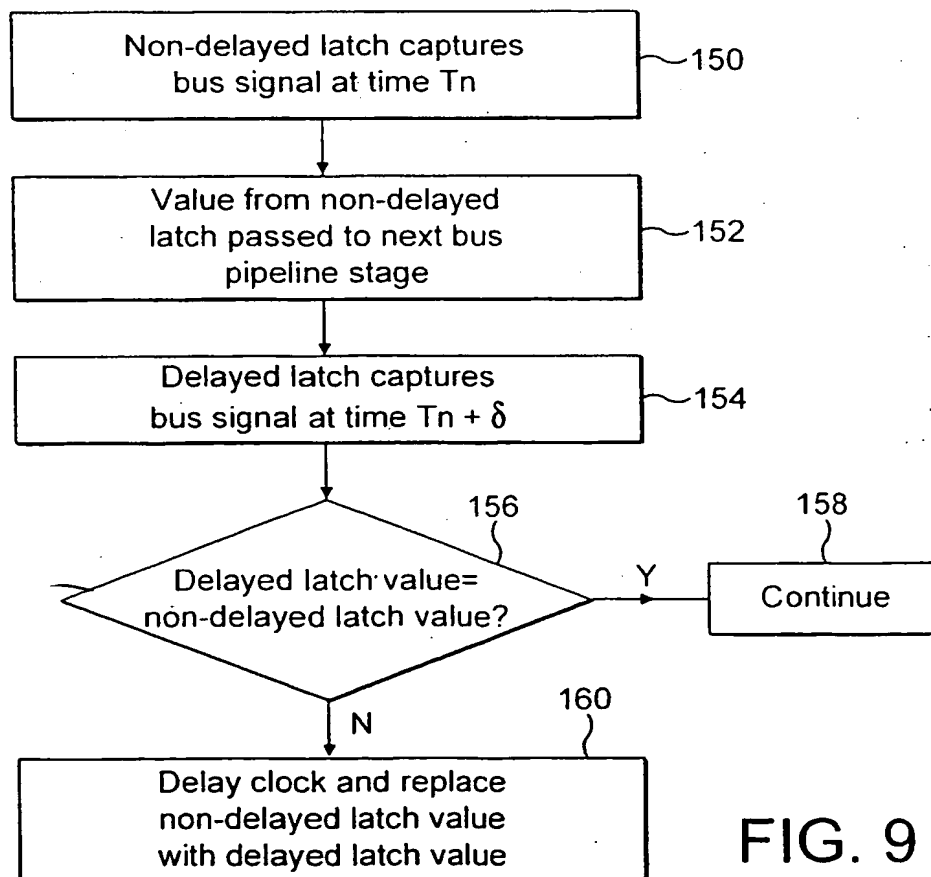 Non-delayed latch captures
bus signal at time Tn
150
Value from non-delayed
latch passed to next bus
pipeline stage
152
Delayed latch captures
bus signal at time Tn + δ
154
156
158
Delayed latch value=
non-delayed latch value?
Y
Continue
N
160
Delay clock and replace
non-delayed latch value
with delayed latch value
FIG. 9